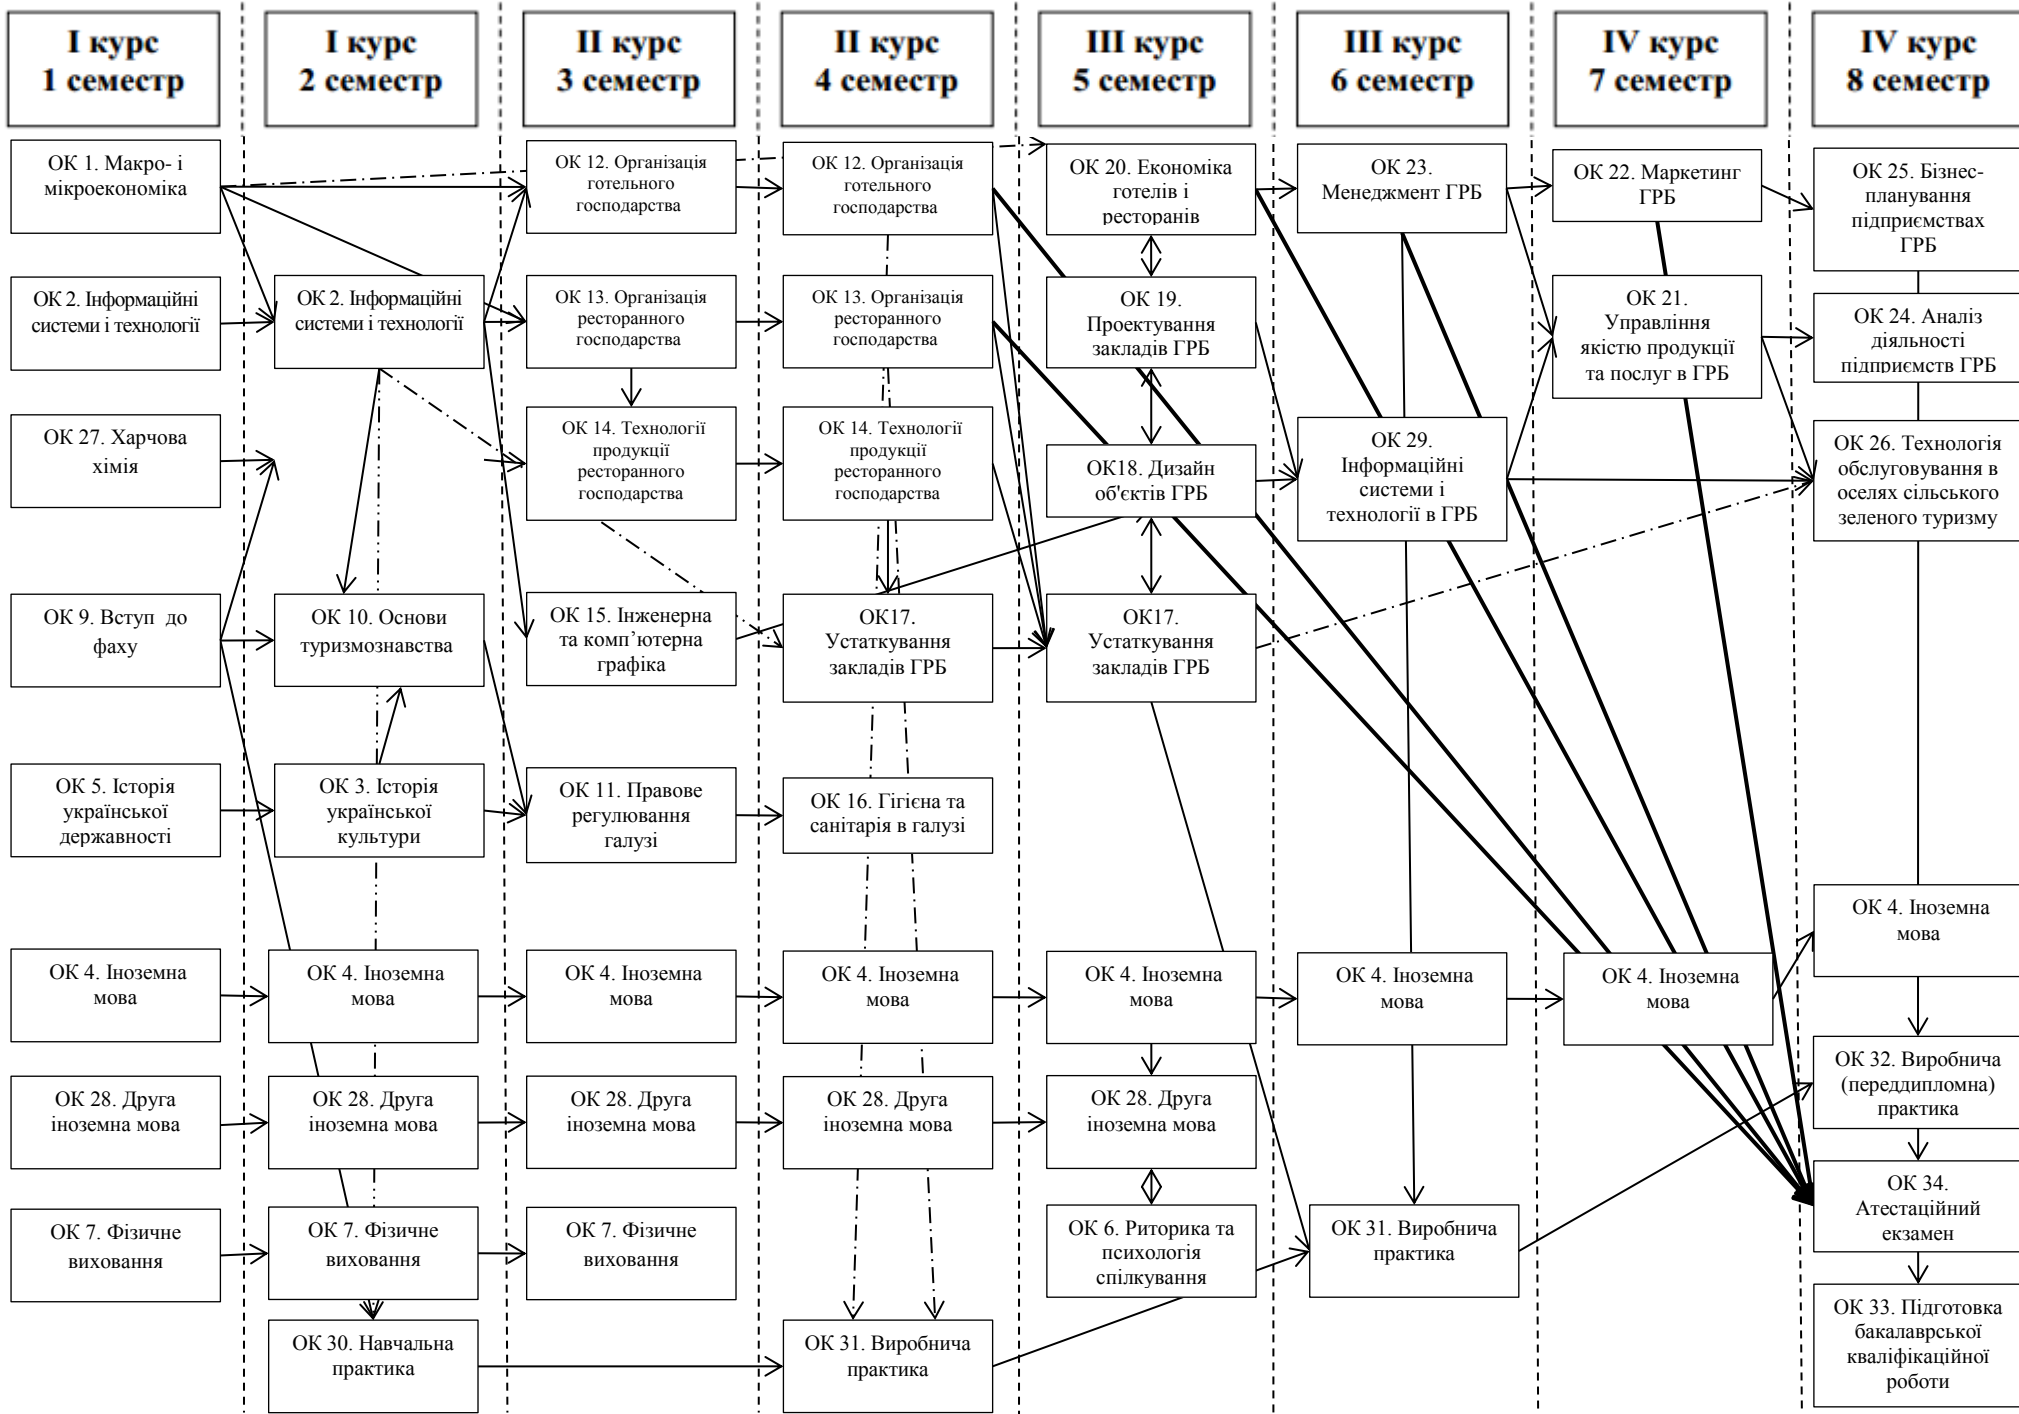 I курс
1 семестр
I курс
2 семестр
II курс
3 семестр
II курс
4 семестр
III курс
5 семестр
III курс
6 семестр
IV курс
7 семестр
IV курс
8 семестр
ОК 1. Макро- і
мікроекономіка
ОК 2. Інформаційні
системи і технології
ОК 27. Харчова
хімія
ОК 9. Вступ до
фаху
ОК 5. Історія
української
державності
ОК 4. Іноземна
мова
ОК 28. Друга
іноземна мова
ОК 7. Фізичне
виховання
ОК 2. Інформаційні
системи і технології
ОК 10. Основи
туризмознавства
ОК 3. Історія
української
культури
ОК 4. Іноземна
мова
ОК 28. Друга
іноземна мова
ОК 7. Фізичне
виховання
ОК 30. Навчальна
практика
ОК 12. Організація
готельного
господарства
ОК 13. Організація
ресторанного
господарства
ОК 14. Технології
продукції
ресторанного
господарства
ОК 15. Інженерна
та комп’ютерна
графіка
ОК 11. Правове
регулювання
галузі
ОК 4. Іноземна
мова
ОК 28. Друга
іноземна мова
ОК 7. Фізичне
виховання
ОК 12. Організація
готельного
господарства
ОК 13. Організація
ресторанного
господарства
ОК 14. Технології
продукції
ресторанного
господарства
ОК17.
Устаткування
закладів ГРБ
ОК 16. Гігієна та
санітарія в галузі
ОК 4. Іноземна
мова
ОК 28. Друга
іноземна мова
ОК 31. Виробнича
практика
ОК 20. Економіка
готелів і
ресторанів
ОК 19.
Проектування
закладів ГРБ
ОК18. Дизайн
об'єктів ГРБ
ОК17.
Устаткування
закладів ГРБ
ОК 4. Іноземна
мова
ОК 28. Друга
іноземна мова
ОК 6. Риторика та
психологія
спілкування
ОК 23.
Менеджмент ГРБ
ОК 29.
Інформаційні
системи і
технології в ГРБ
ОК 4. Іноземна
мова
ОК 31. Виробнича
практика
ОК 22. Маркетинг
ГРБ
ОК 21.
Управління
якістю продукції
та послуг в ГРБ
ОК 4. Іноземна
мова
ОК 25. Бізнес-
планування
підприємствах
ГРБ
ОК 24. Аналіз
діяльності
підприємств ГРБ
ОК 26. Технологія
обслуговування в
оселях сільського
зеленого туризму
ОК 4. Іноземна
мова
ОК 32. Виробнича
(переддипломна)
практика
ОК 34.
Атестаційний
екзамен
ОК 33. Підготовка
бакалаврської
кваліфікаційної
роботи